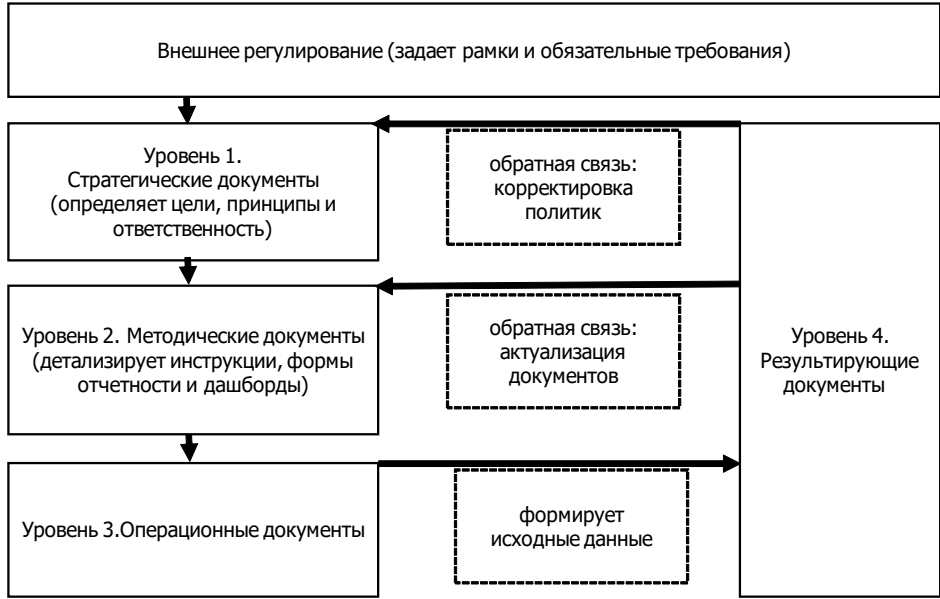 Внешнее регулирование (задает рамки и обязательные требования)
Уровень 1.
Стратегические документы
(определяет цели, принципы и
ответственность)
обратная связь:
корректировка
политик
Уровень 2. Методические документы
(детализирует инструкции, формы
отчетности и дашборды)
обратная связь:
актуализация
документов
Уровень 4.
Результирующие
документы
Уровень 3.Операционные документы
формирует
исходные данные